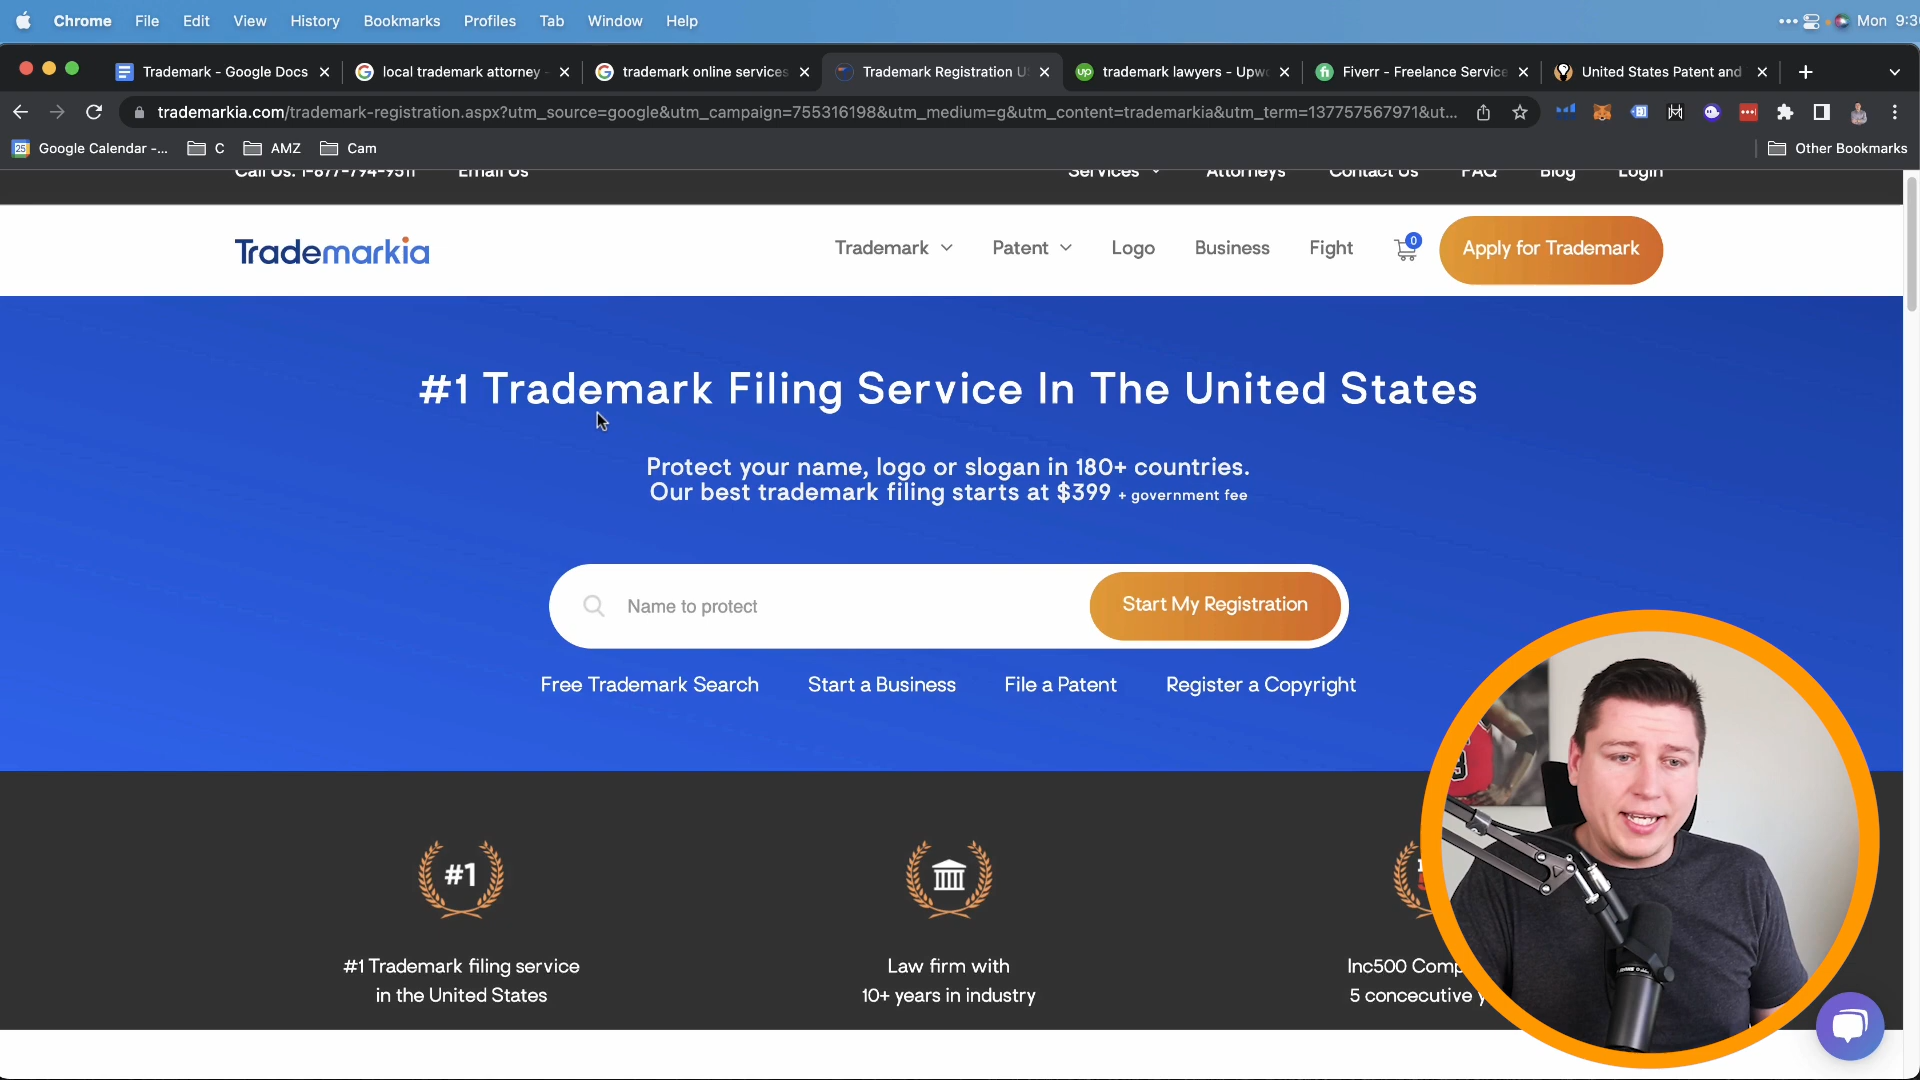 Chrome File Edit View History Bookmarks Profiles Tab Window Help
Mon 9:3
Trademark - Google Docs
local trademark attorney -
trademark online services
Trademark Registration U
up trademark lawyers - Upw
fi Fiverr - Freelance Service
United States Patent and
trademarkia.com/trademark-registration.aspx?utm_source=google&utm_campaign=755316198&utm_medium=g&utm_content=trademarkia&utm_term=137757567971&ut...
25 Google Calendar -... C AMZ Cam
Other Bookmarks
Call Us: 1-877-794-9511 Email Us Services Attorneys Contact Us FAQ Blog Login
Trademarkia
Trademark Patent Logo Business Fight 0 Apply for Trademark
#1 Trademark Filing Service In The United States
Protect your name, logo or slogan in 180+ countries.
Our best trademark filing starts at $399 + government fee
Name to protect
Start My Registration
Free Trademark Search Start a Business File a Patent Register a Copyright
#1
#1 Trademark filing service
in the United States
Law firm with
10+ years in industry
Inc500 Comp
5 concecutive y